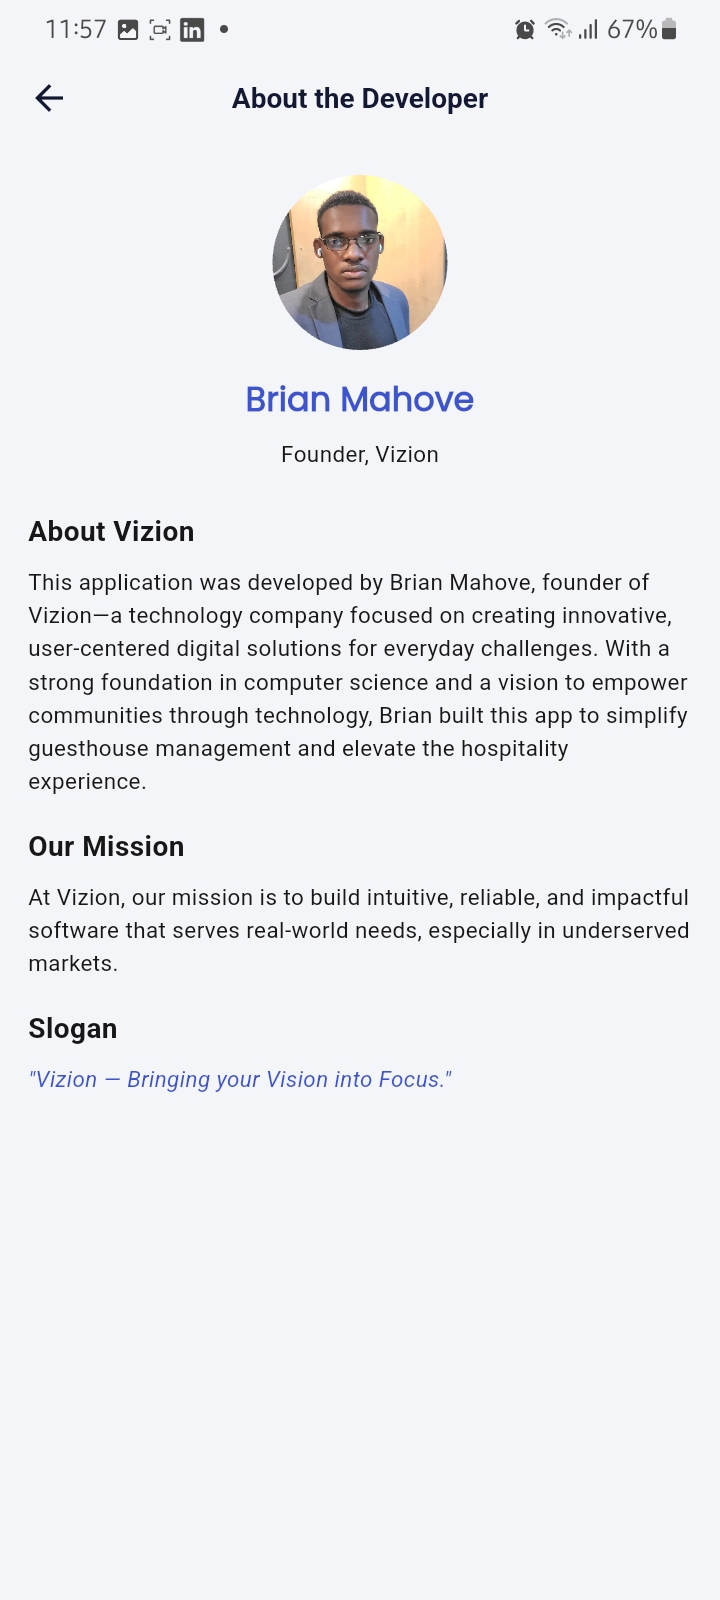 11:57 in 67%
About the Developer
Brian Mahove
Founder, Vizion
About Vizion
This application was developed by Brian Mahove, founder of
Vizion—a technology company focused on creating innovative,
user-centered digital solutions for everyday challenges. With a
strong foundation in computer science and a vision to empower
communities through technology, Brian built this app to simplify
guesthouse management and elevate the hospitality
experience.
Our Mission
At Vizion, our mission is to build intuitive, reliable, and impactful
software that serves real-world needs, especially in underserved
markets.
Slogan
"Vizion — Bringing your Vision into Focus."